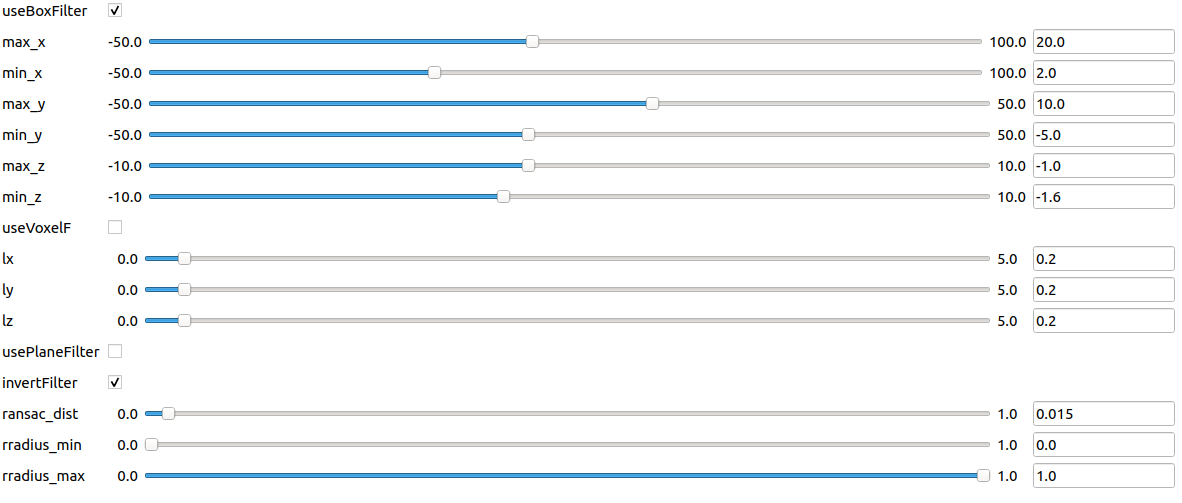 useBoxFilter
max_x -50.0 100.0 20.0
min_x -50.0 100.0 2.0
max_y -50.0 50.0 10.0
min_y -50.0 50.0 -5.0
max_z -10.0 10.0 -1.0
min_z -10.0 10.0 -1.6
useVoxelF
lx 0.0 5.0 0.2
ly 0.0 5.0 0.2
lz 0.0 5.0 0.2
usePlaneFilter
invertFilter
ransac_dist 0.0 1.0 0.015
rradius_min 0.0 1.0 0.0
rradius_max 0.0 1.0 1.0